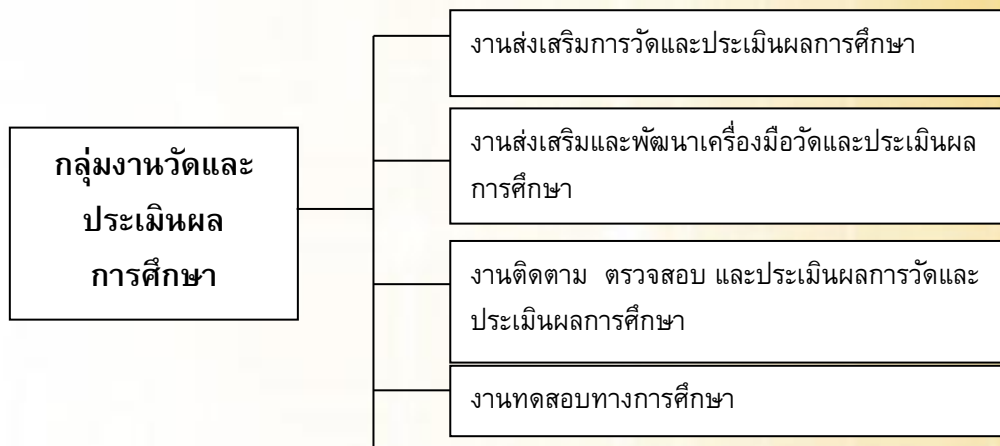 กลุ่มงานวัดและ
ประเมินผล
การศึกษา
งานส่งเสริมการวัดและประเมินผลการศึกษา
งานส่งเสริมและพัฒนาเครื่องมือวัดและประเมินผล
การศึกษา
งานติดตาม ตรวจสอบ และประเมินผลการวัดและ
ประเมินผลการศึกษา
งานทดสอบทางการศึกษา